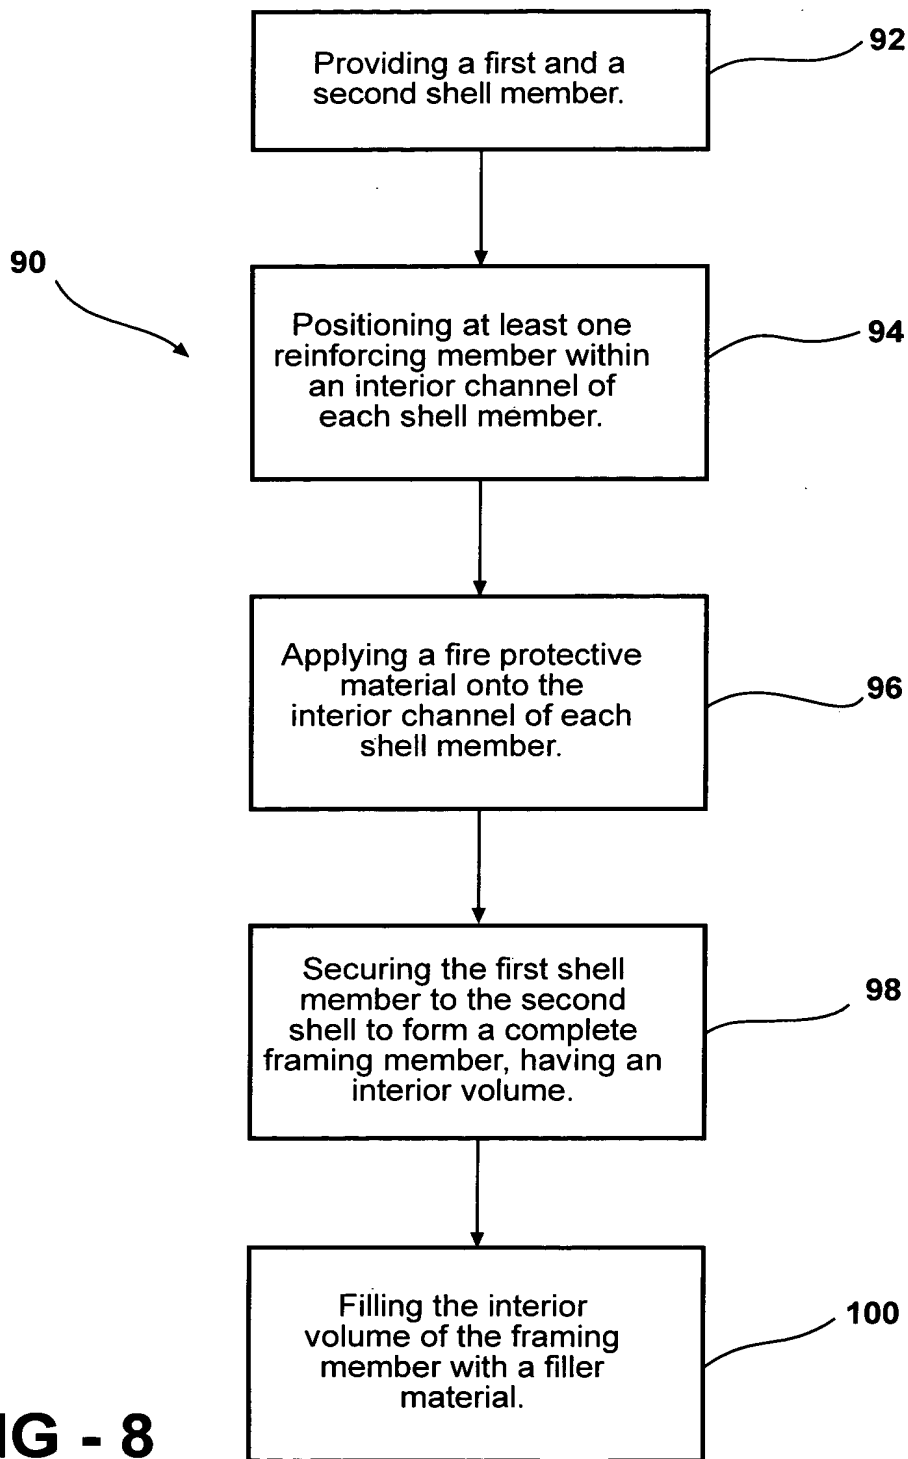 Providing a first and a
second shell member.
92
90
Positioning at least one
reinforcing member within
an interior channel of
each shell member.
94
Applying a fire protective
material onto the
interior channel of each
shell member.
96
Securing the first shell
member to the second
shell to form a complete
framing member, having an
interior volume.
98
Filling the interior
volume of the framing
member with a filler
material.
100
IG - 8